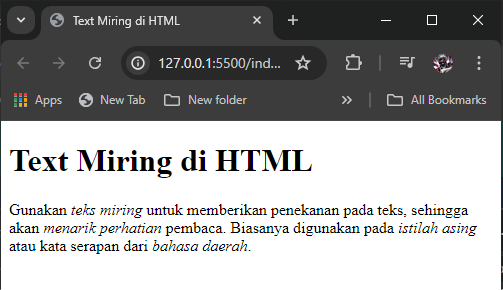 Text Miring di HTML
127.0.0.1:5500/ind...
Apps New Tab New folder All Bookmarks
Text Miring di HTML
Gunakan teks miring untuk memberikan penekanan pada teks, sehingga
akan menarik perhatian pembaca. Biasanya digunakan pada istilah asing
atau kata serapan dari bahasa daerah.